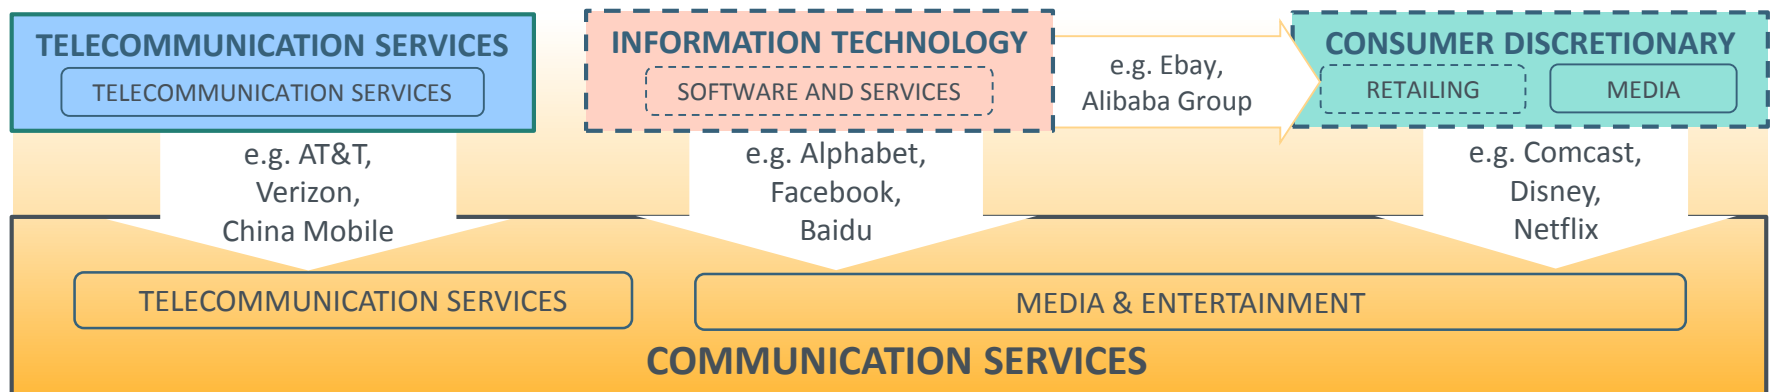 TELECOMMUNICATION SERVICES
TELECOMMUNICATION SERVICES
INFORMATION TECHNOLOGY
SOFTWARE AND SERVICES
e.g. Ebay,
Alibaba Group
CONSUMER DISCRETIONARY
RETAILING
MEDIA
e.g. AT&T,
Verizon,
China Mobile
e.g. Alphabet,
Facebook,
Baidu
e.g. Comcast,
Disney,
Netflix
TELECOMMUNICATION SERVICES
MEDIA & ENTERTAINMENT
COMMUNICATION SERVICES